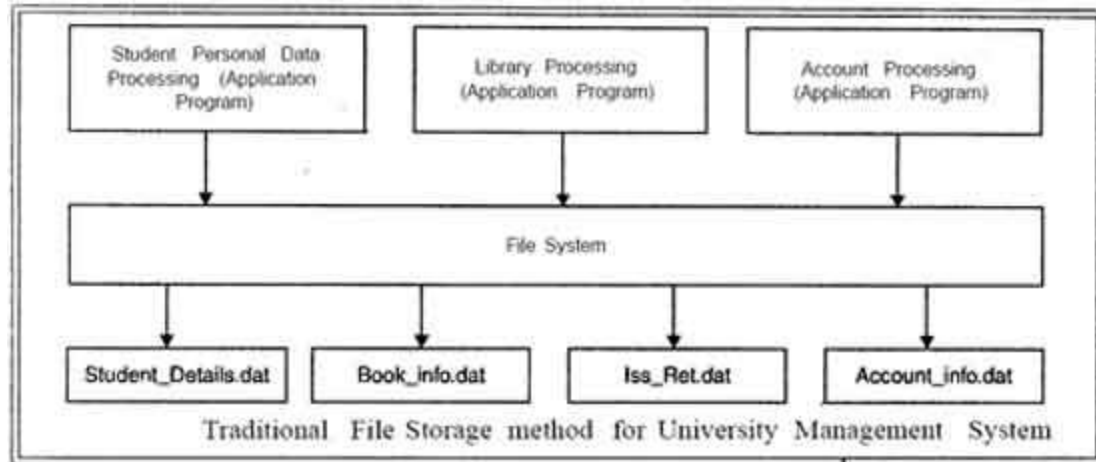 Student Personal Data
Processing (Application
Program)
Library Processing
(Application Program)
Account Processing
(Application Program)
File System
Student_Details.dat
Book_info.dat
Iss_Ret.dat
Account_info.dat
Traditional File Storage method for University Management System